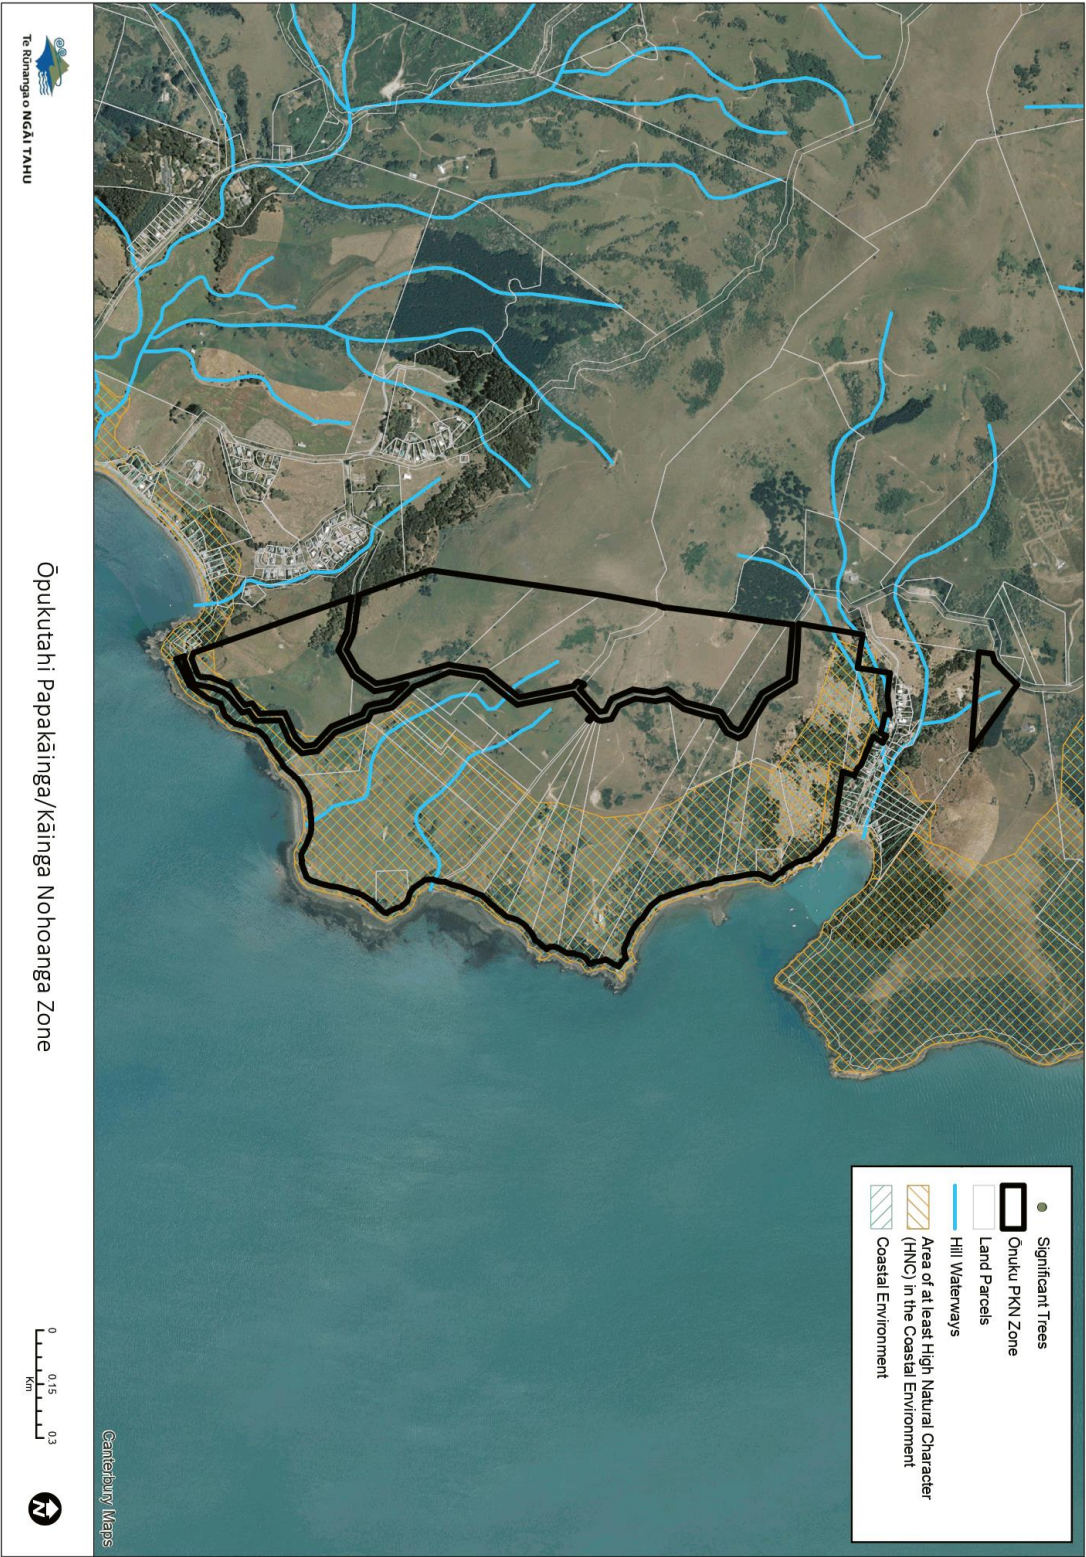 Significant Trees
Ōnuku PKN Zone
Land Parcels
Hill Waterways
Area of at least High Natural Character
(HNC) in the Coastal Environment
Coastal Environment
Canterbury Maps
Te Rūnanga o NGĀI TAHU
Ōpukutahi Papakāinga/Kāinga Nohoanga Zone
0 0.15 0.3
Km
N